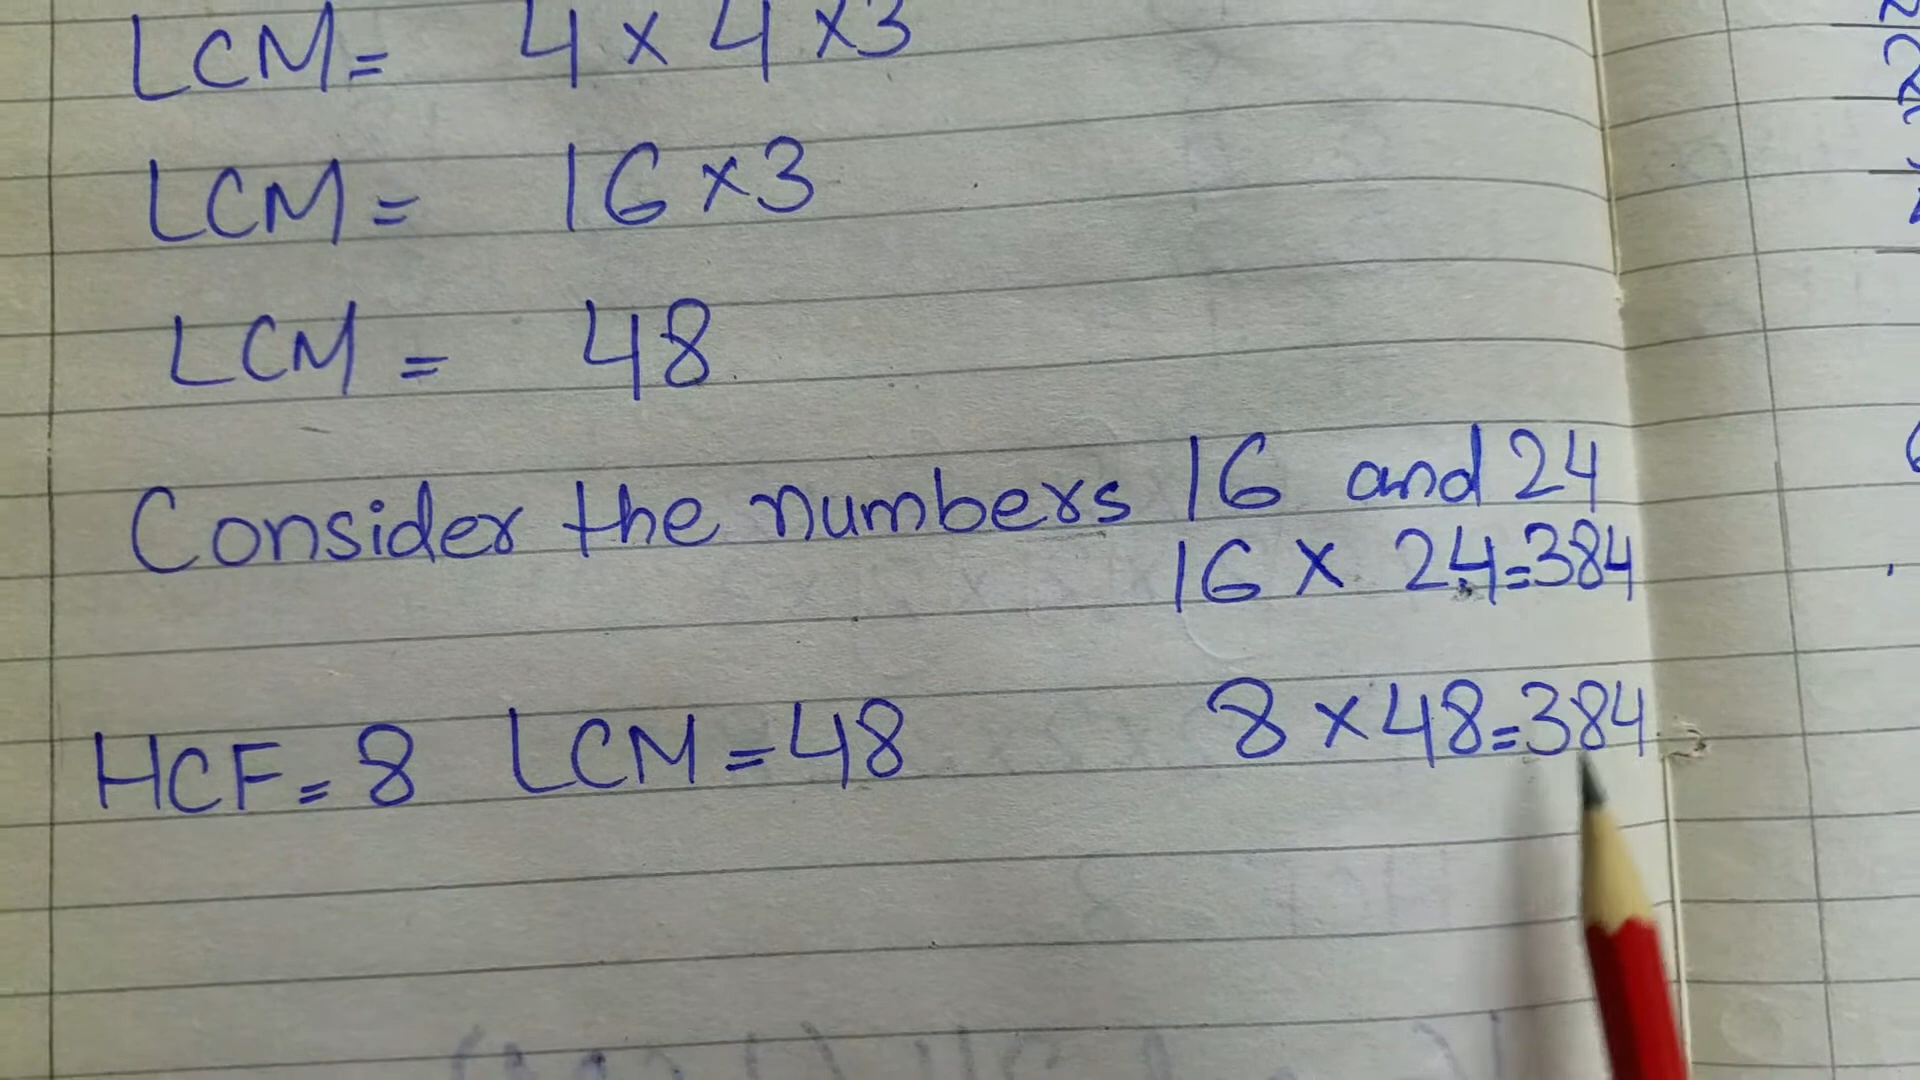 LCM= 4 × 4 ×3
LCM= 16 ×3
LCM = 48
Consider the numbers 16 and 24
16 × 24=384
HCF= 8 LCM =48 8 ×48=384